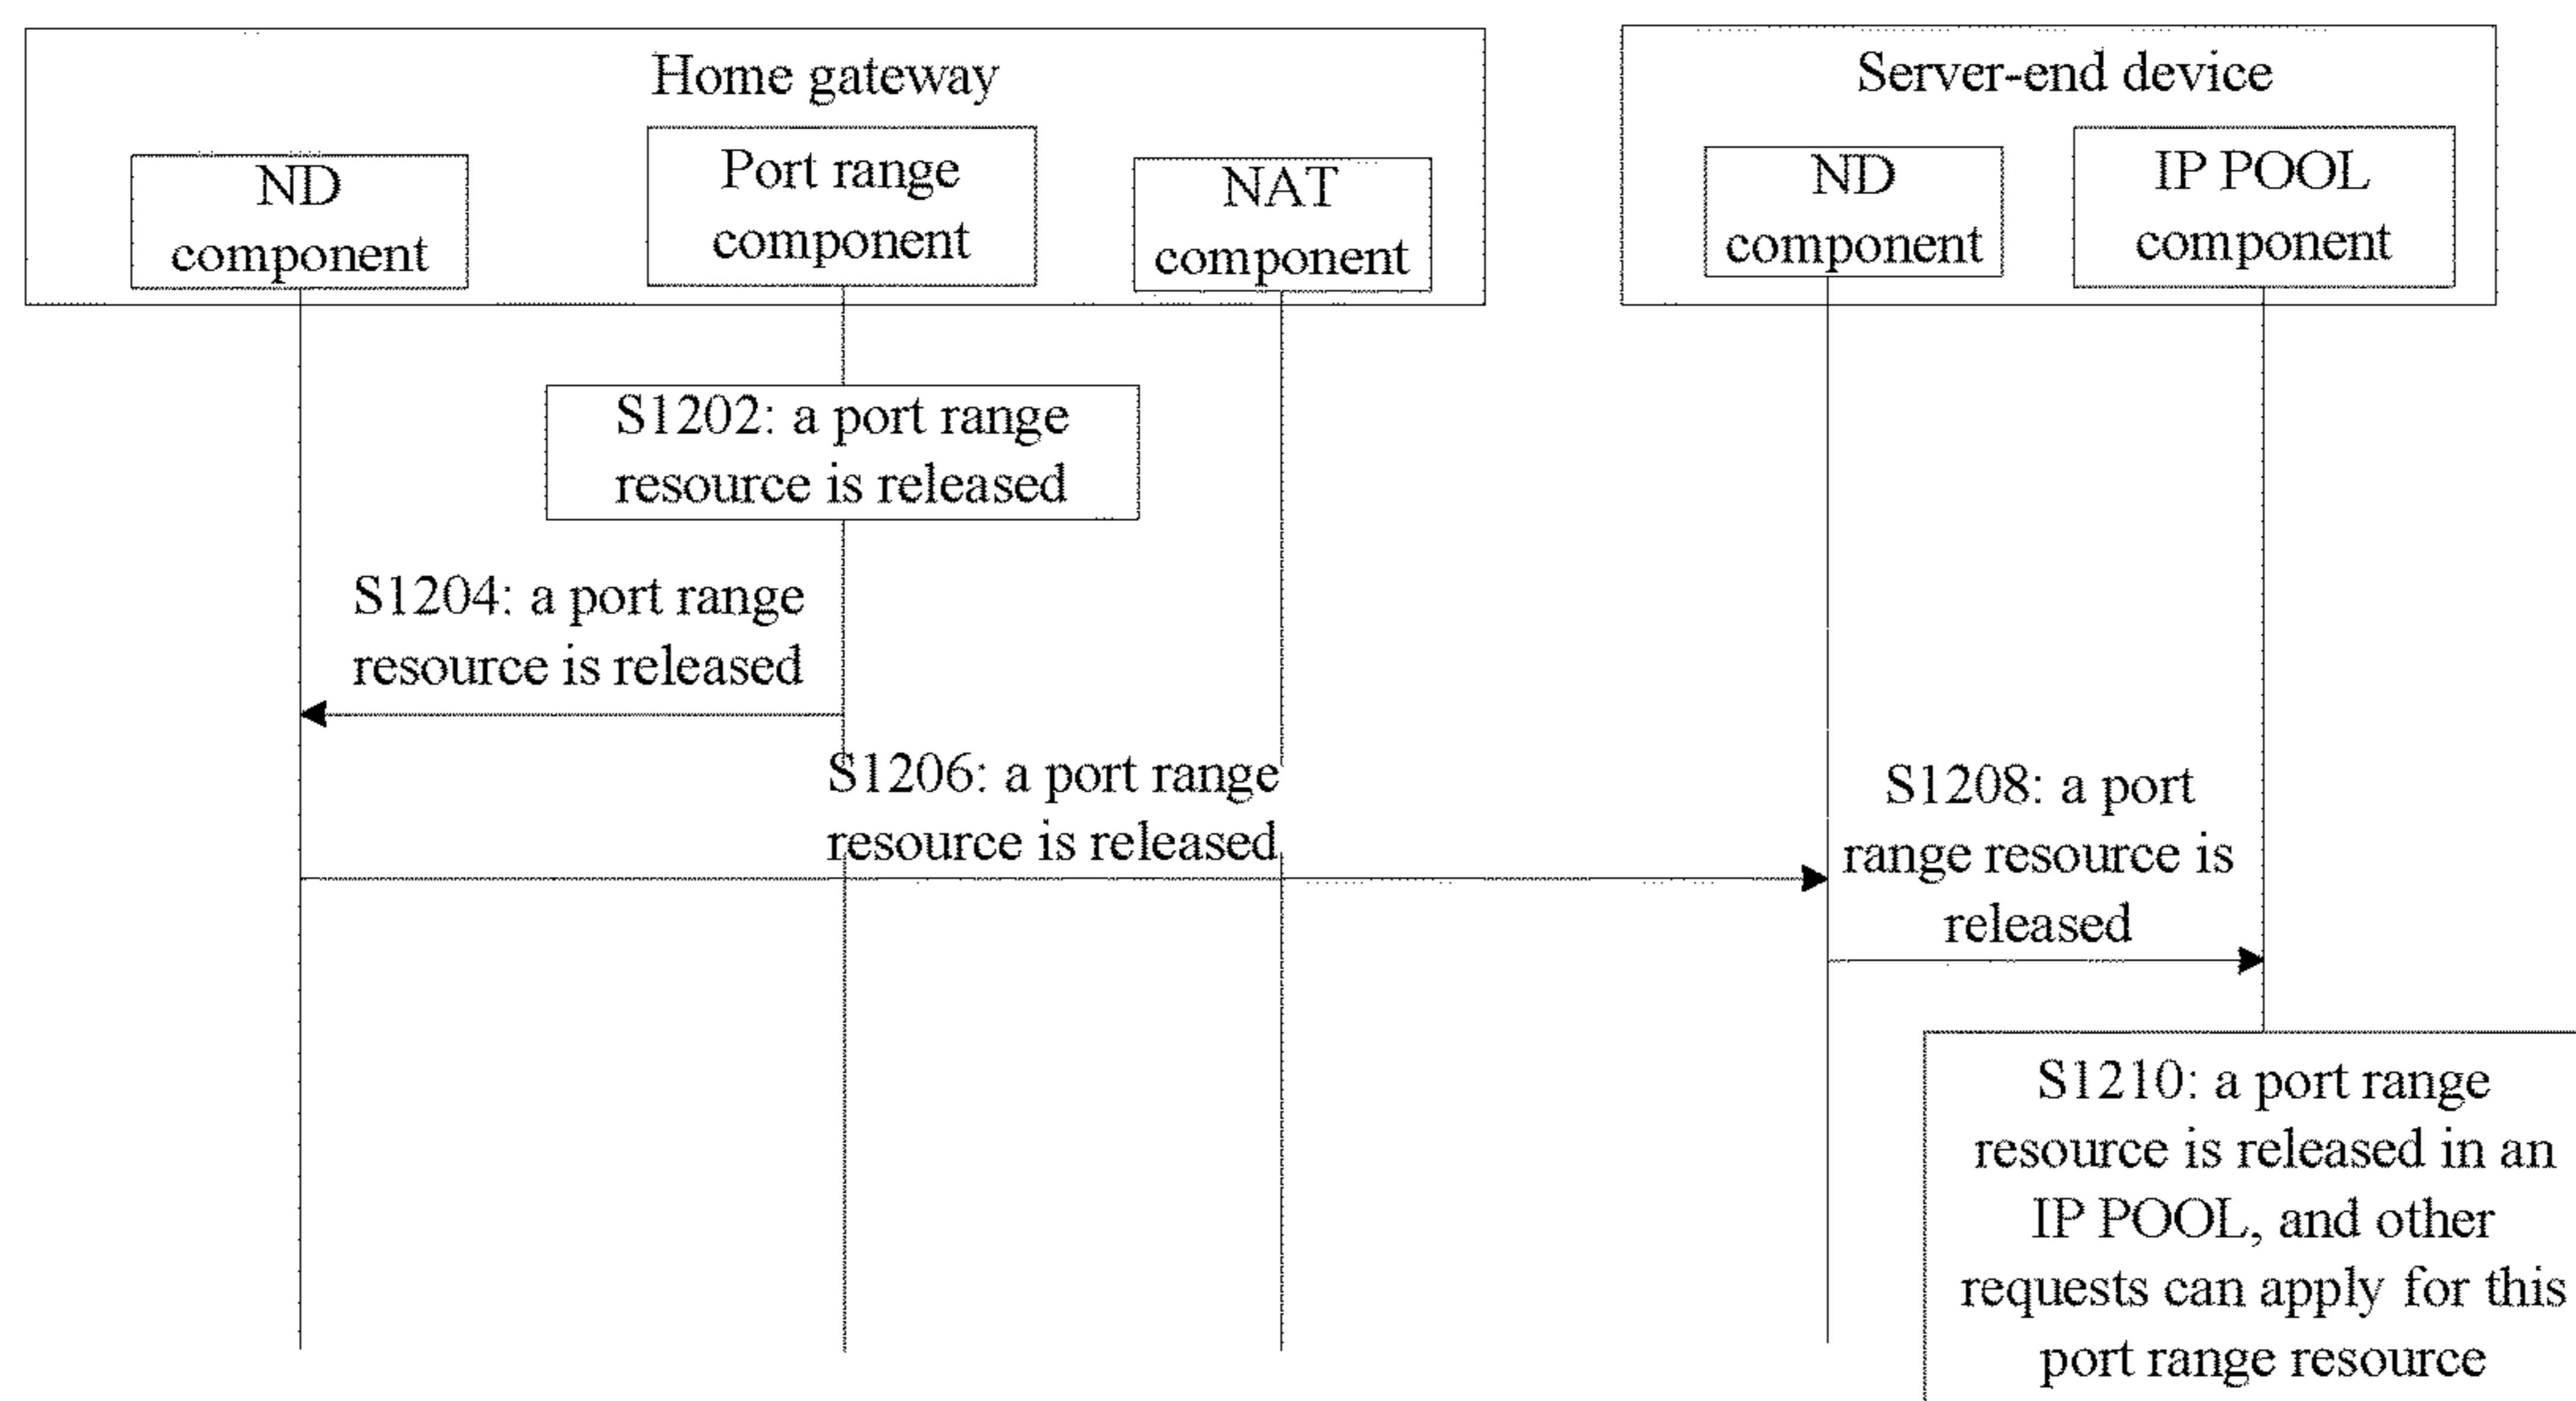 Home gateway
Server-end device
ND
component
Port range
component
NAT
component
ND
component
IP POOL
component
S1202: a port range
resource is released
S1204: a port range
resource is released
S1206: a port range
resource is released
S1208: a port
range resource is
released
S1210: a port range
resource is released in an
IP POOL, and other
requests can apply for this
port range resource